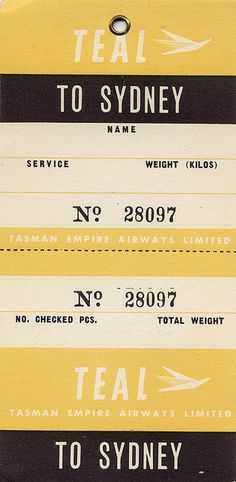 TEAL
TO SYDNEY
NAME
SERVICE WEIGHT (KILOS)
Nº 28097
TASMAN EMPIRE AIRWAYS LIMITED
Nº 28097
NO. CHECKED PCS. TOTAL WEIGHT
TEAL
TASMAN EMPIRE AIRWAYS LIMITED
TO SYDNEY